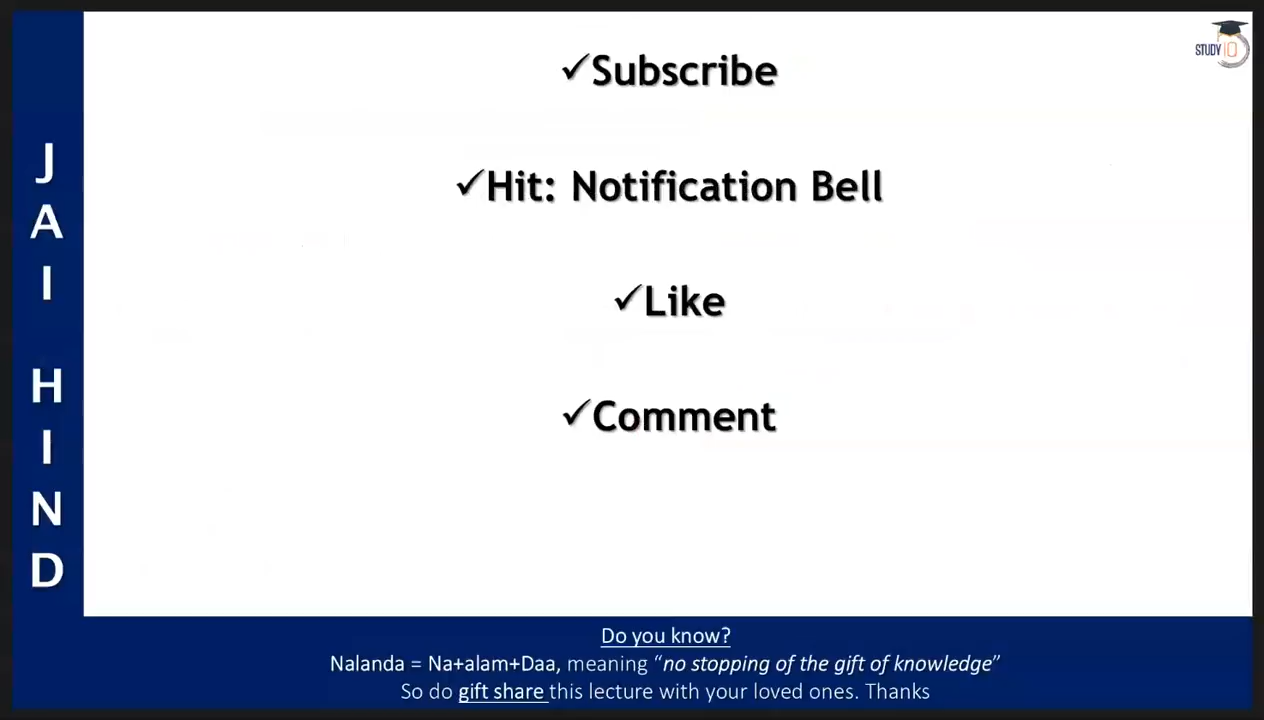 STUDY IQ
✓Subscribe
✓Hit: Notification Bell
✓Like
✓Comment
JAI HIND
Do you know?
Nalanda = Na+alam+Daa, meaning “no stopping of the gift of knowledge”
So do gift share this lecture with your loved ones. Thanks